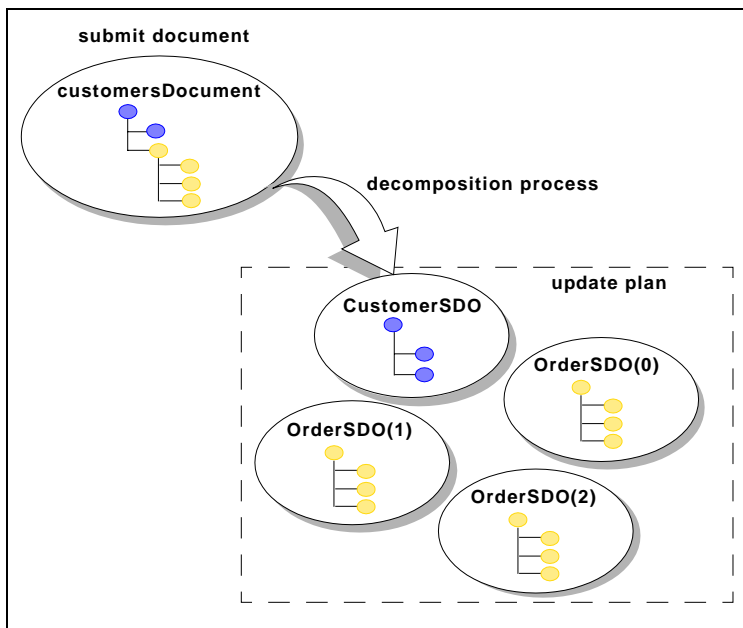 submit document
customersDocument
decomposition process
update plan
CustomerSDO
OrderSDO(0)
OrderSDO(1)
OrderSDO(2)